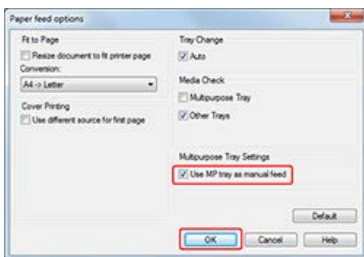 Paper feed options
Fit to Page
Resize document to fit printer page
Conversion:
A4 -> Letter
Cover Printing
Use different source for first page
Tray Change
Auto
Media Check
Multipurpose Tray
Other Trays
Multipurpose Tray Settings
Use MP tray as manual feed
Default
OK
Cancel
Help